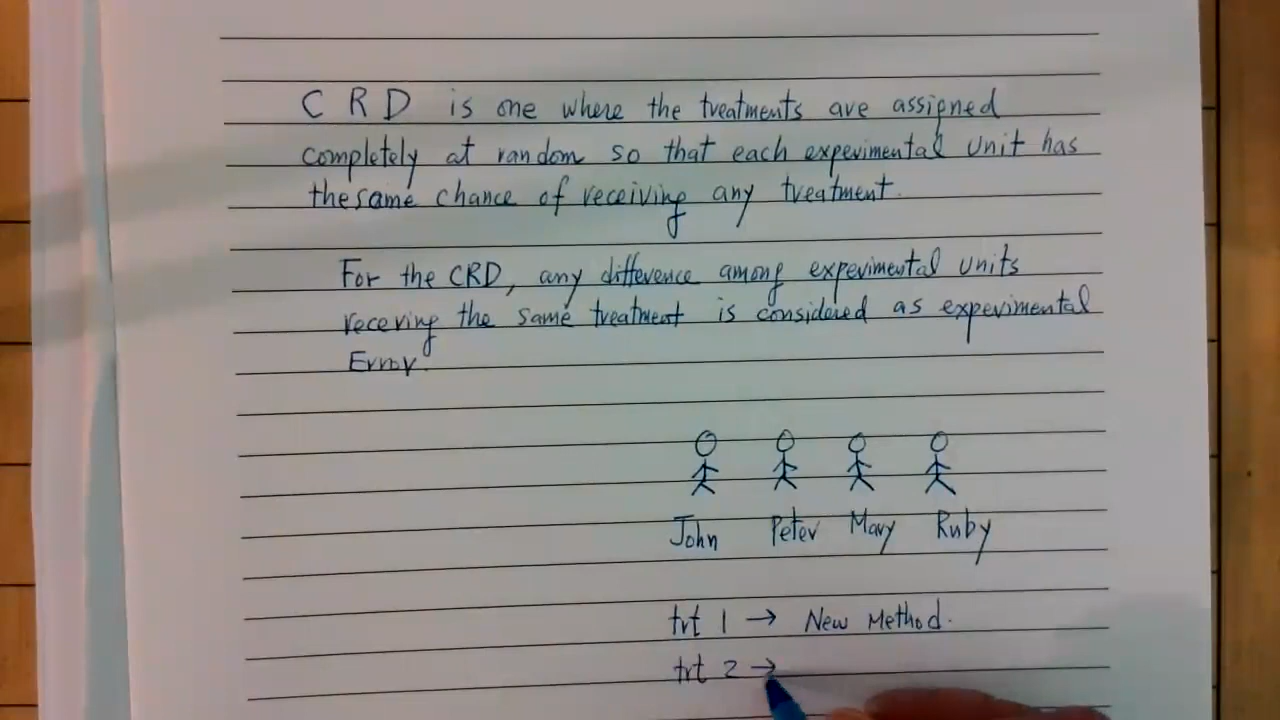 C R D is one where the treatments are assigned
completely at random so that each experimental unit has
the same chance of receiving any treatment.
For the CRD, any difference among experimental units
receving the same treatment is considered as experimental
Error.
John Peter Mary Ruby
trt 1 → New Method.
trt 2 →